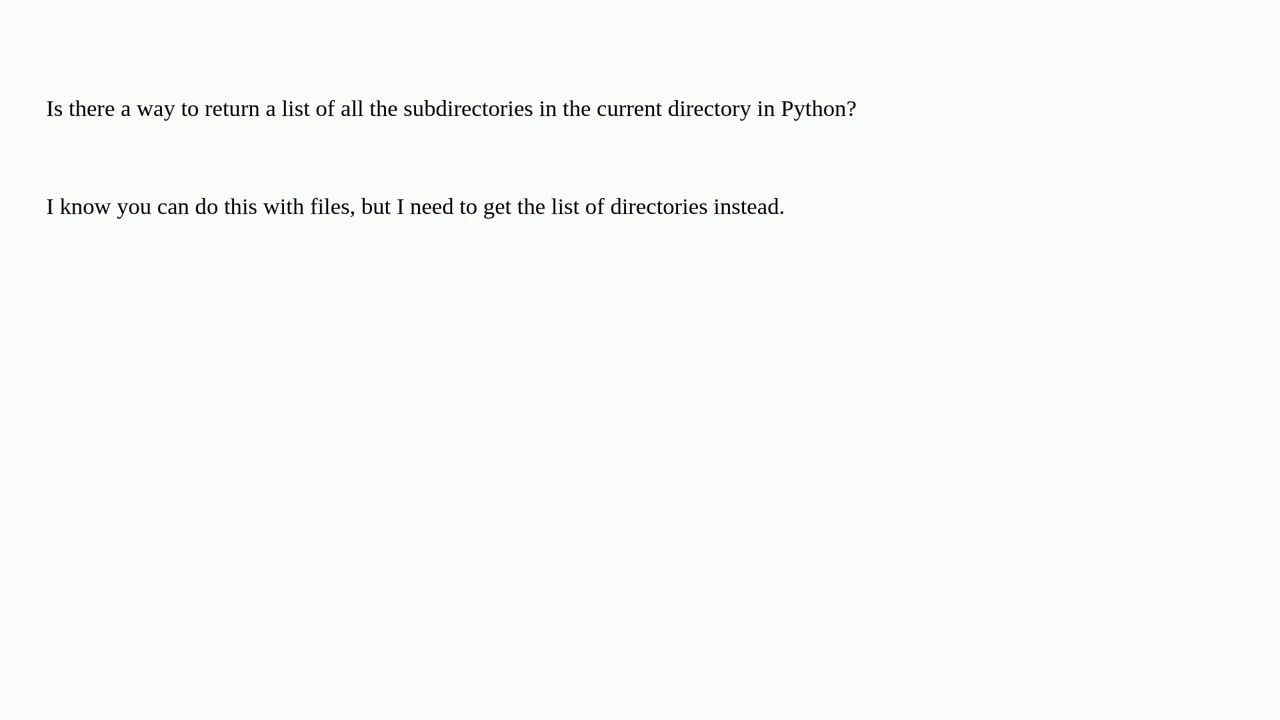 Is there a way to return a list of all the subdirectories in the current directory in Python?
I know you can do this with files, but I need to get the list of directories instead.